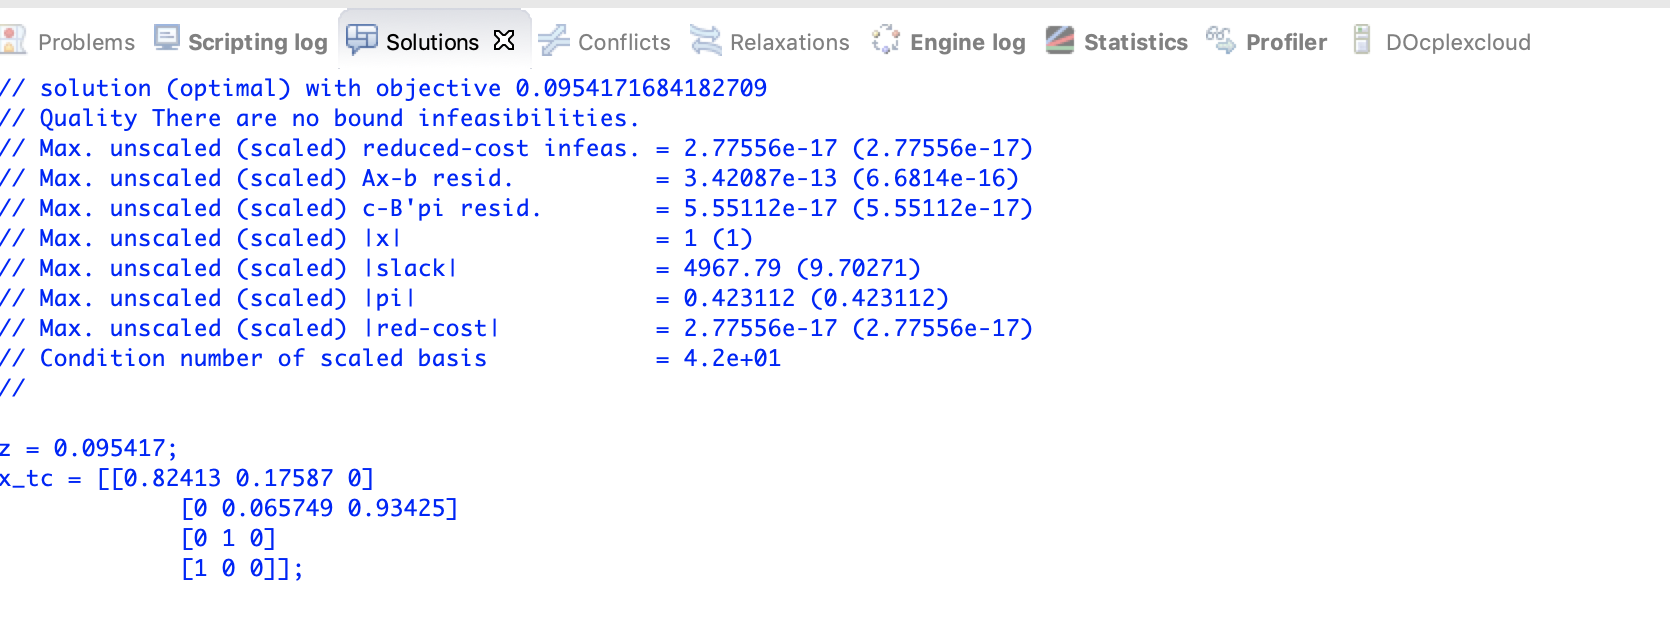 Problems Scripting log Solutions Conflicts Relaxations Engine log Statistics Profiler DOcplexcloud
// solution (optimal) with objective 0.0954171684182709
// Quality There are no bound infeasibilities.
// Max. unscaled (scaled) reduced-cost infeas. = 2.77556e-17 (2.77556e-17)
// Max. unscaled (scaled) Ax-b resid.          = 3.42087e-13 (6.6814e-16)
// Max. unscaled (scaled) c-B'pi resid.        = 5.55112e-17 (5.55112e-17)
// Max. unscaled (scaled) |x|                  = 1 (1)
// Max. unscaled (scaled) |slack|              = 4967.79 (9.70271)
// Max. unscaled (scaled) |pi|                 = 0.423112 (0.423112)
// Max. unscaled (scaled) |red-cost|           = 2.77556e-17 (2.77556e-17)
// Condition number of scaled basis            = 4.2e+01
//
z = 0.095417;
x_tc = [[0.82413 0.17587 0]
[0 0.065749 0.93425]
[0 1 0]
[1 0 0]];